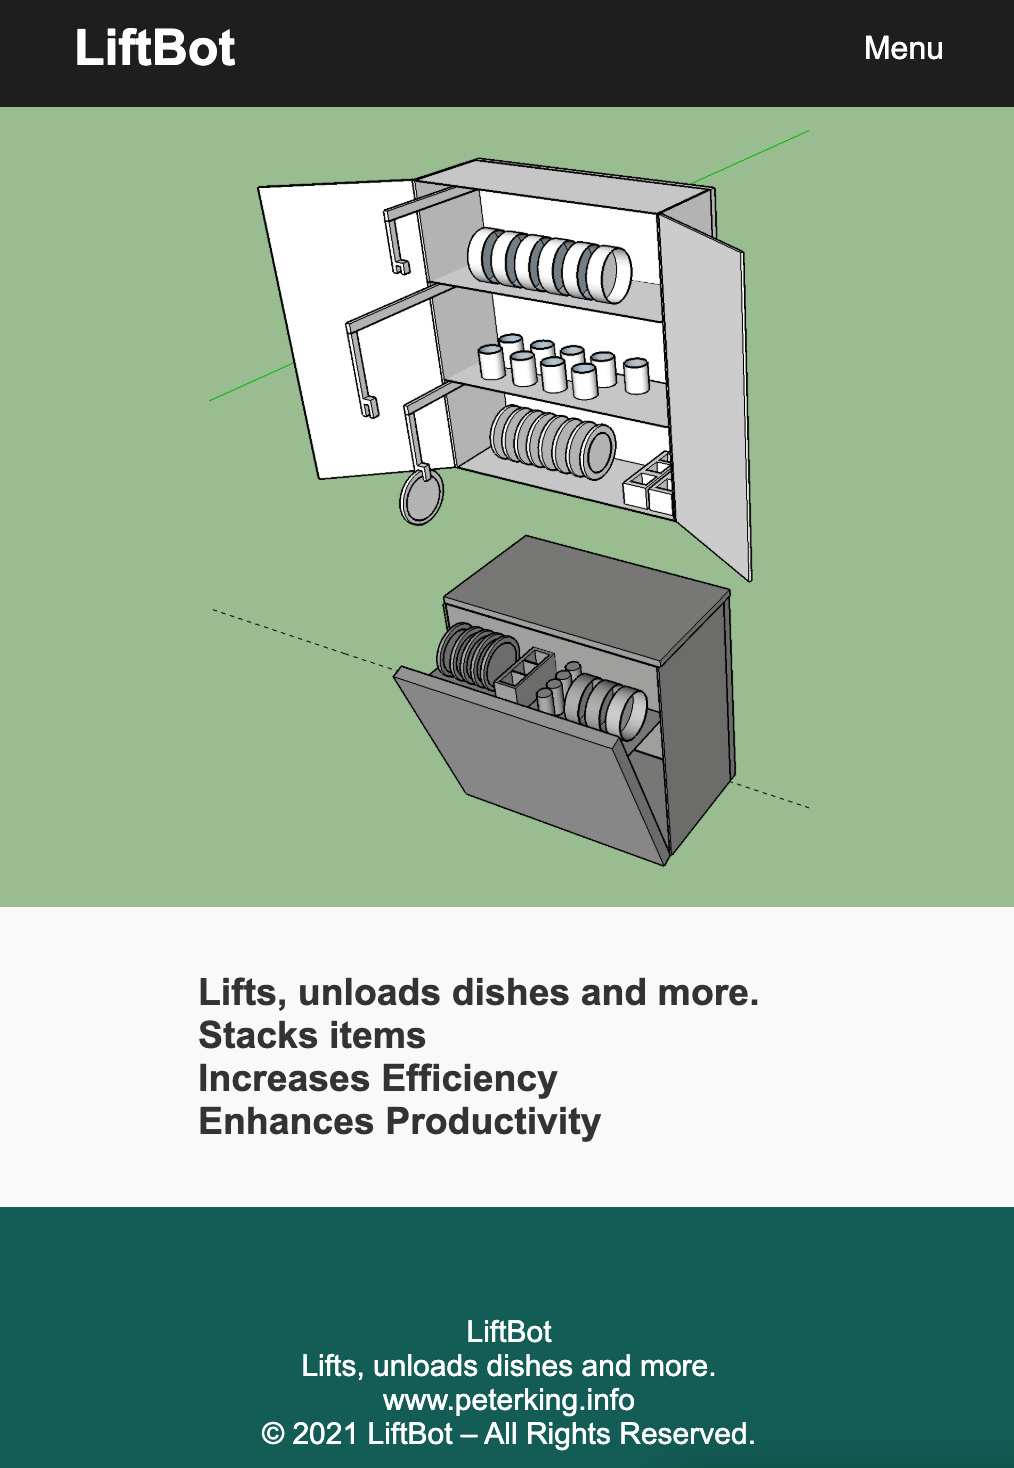 LiftBot
Menu
Lifts, unloads dishes and more.
Stacks items
Increases Efficiency
Enhances Productivity
LiftBot
Lifts, unloads dishes and more.
www.peterking.info
© 2021 LiftBot – All Rights Reserved.